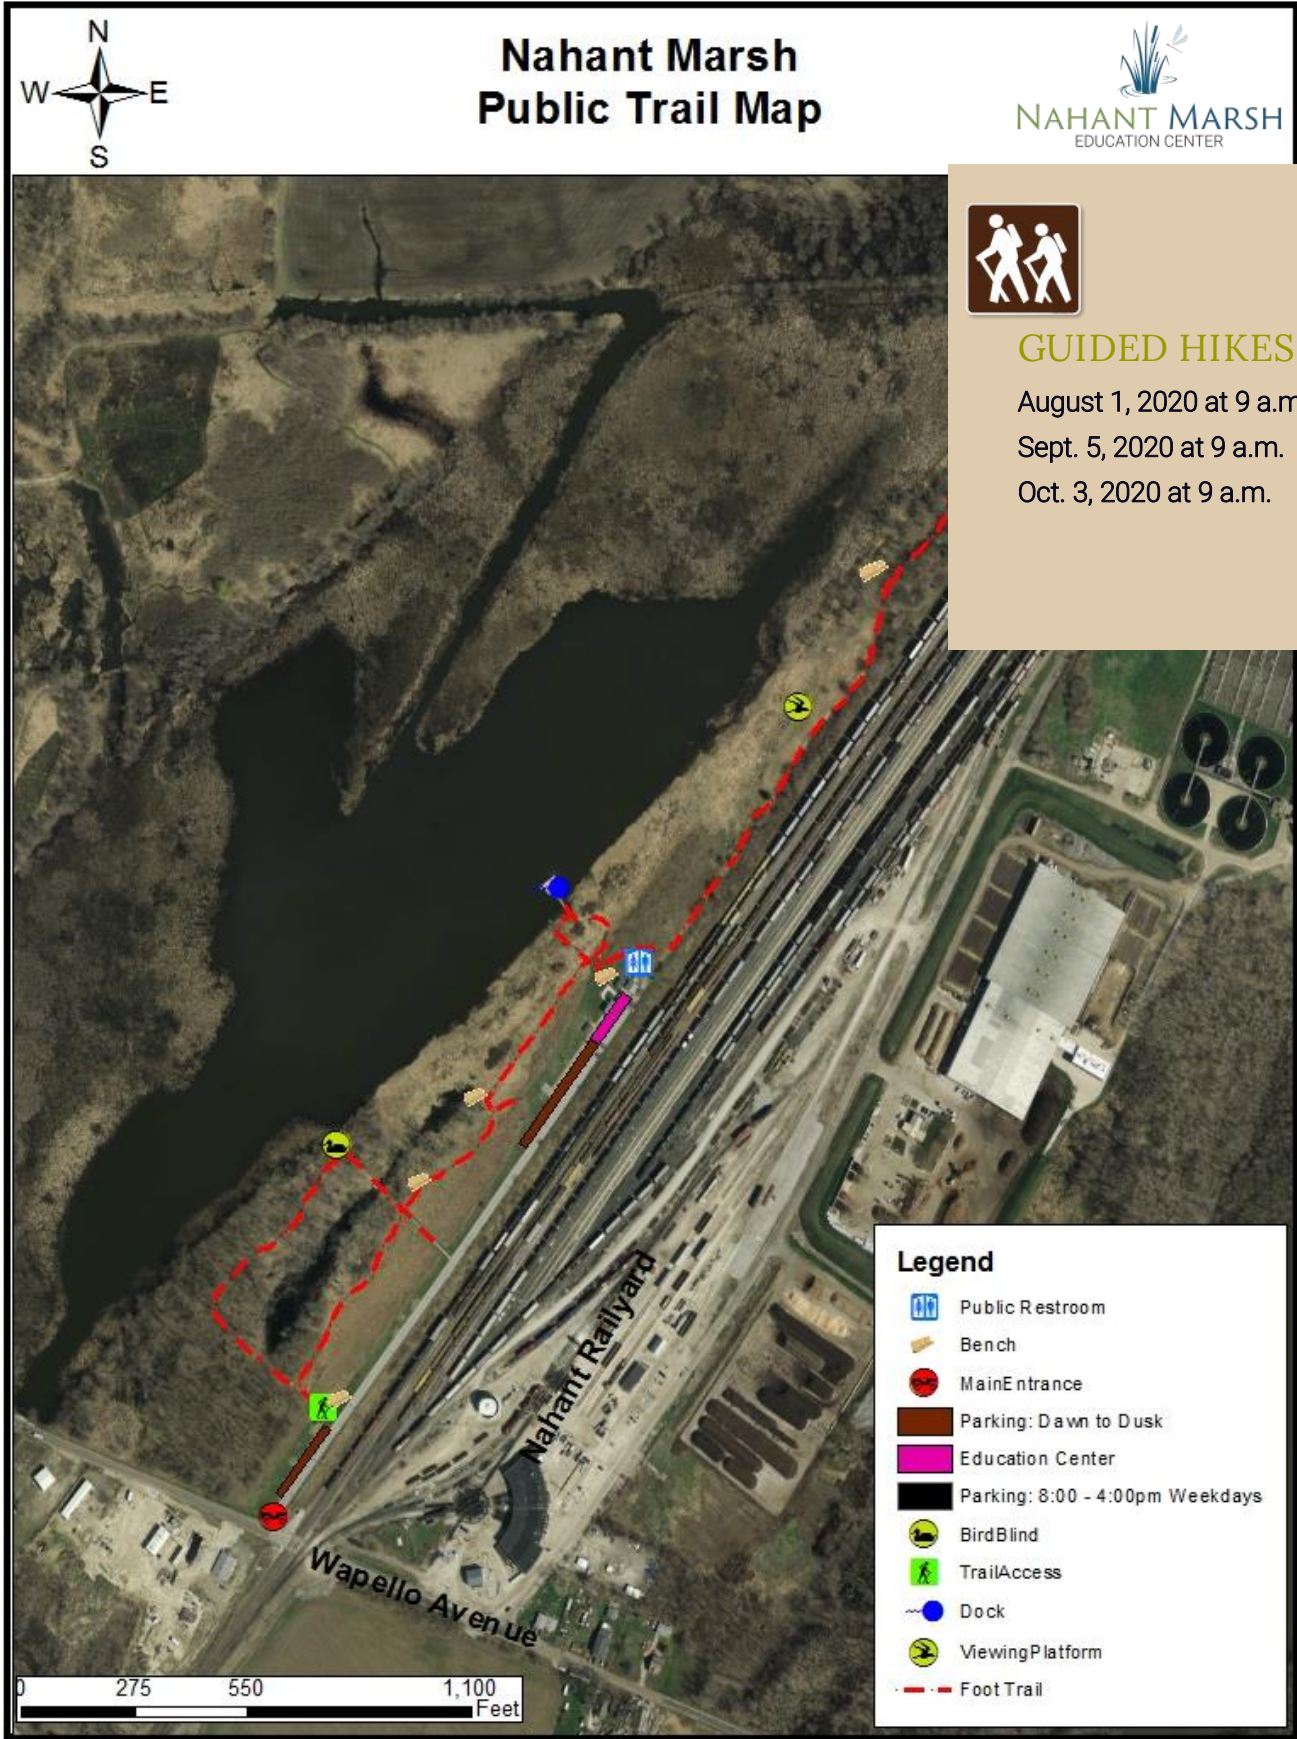 N
W E
S
Nahant Marsh
Public Trail Map
NAHANT MARSH
EDUCATION CENTER
GUIDED HIKES
August 1, 2020 at 9 a.m
Sept. 5, 2020 at 9 a.m.
Oct. 3, 2020 at 9 a.m.
Nahant Railyard
Wapello Avenue
Legend
Public Restroom
Bench
MainEntrance
Parking: Dawn to Dusk
Education Center
Parking: 8:00 - 4:00pm Weekdays
BirdBlind
TrailAccess
Dock
ViewingPlatform
Foot Trail
0 275 550 1,100
Feet